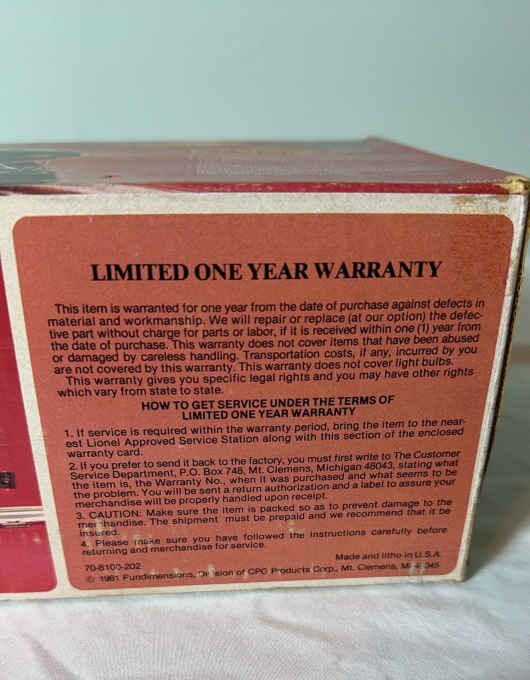 LIMITED ONE YEAR WARRANTY
This item is warranted for one year from the date of purchase against defects in
material and workmanship. We will repair or replace (at our option) the defec-
tive part without charge for parts or labor, if it is received within one (1) year from
the date of purchase. This warranty does not cover items that have been abused
or damaged by careless handling. Transportation costs, if any, incurred by you
are not covered by this warranty. This warranty does not cover light bulbs.
This warranty gives you specific legal rights and you may have other rights
which vary from state to state.
HOW TO GET SERVICE UNDER THE TERMS OF
LIMITED ONE YEAR WARRANTY
1. If service is required within the warranty period, bring the item to the near-
est Lionel Approved Service Station along with this section of the enclosed
warranty card.
2. If you prefer to send it back to the factory, you must first write to The Customer
Service Department, P.O. Box 748, Mt. Clemens, Michigan 48043, stating what
the item is, the Warranty No., when it was purchased and what seems to be
the problem. You will be sent a return authorization and a label to assure your
merchandise will be properly handled upon receipt.
3. CAUTION: Make sure the item is packed so as to prevent damage to the
merchandise. The shipment must be prepaid and we recommend that it be
insured.
4. Please make sure you have followed the instructions carefully before
returning and merchandise for service.
Made and litho in U.S.A.
70-8103-202
© 1981 Fundimensions, Division of CPG Products Corp., Mt. Clemens, MI 48045